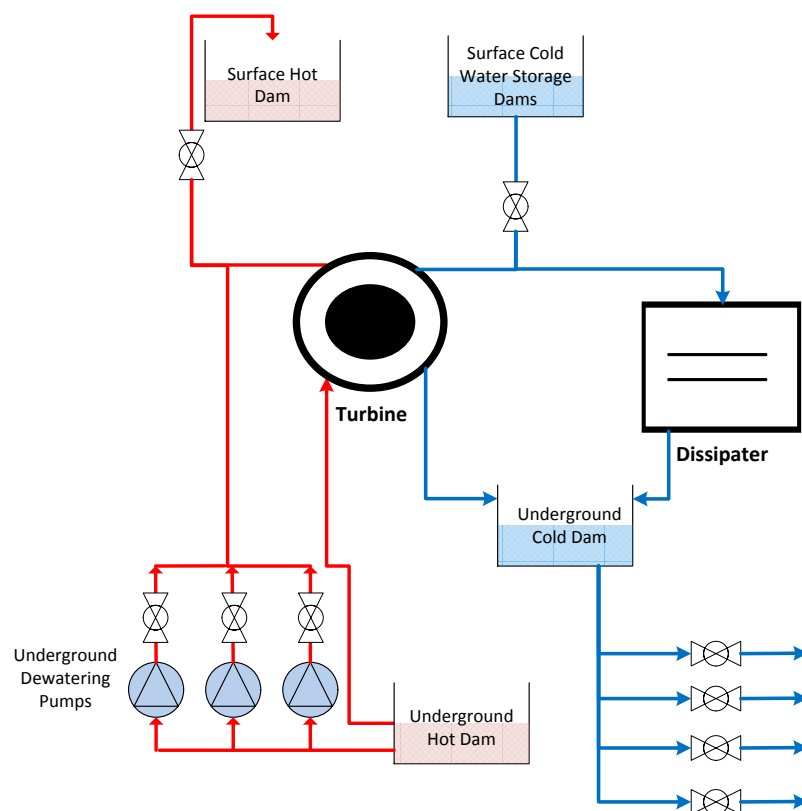 Surface Hot
Dam
Surface Cold
Water Storage
Dams
Turbine
Dissipater
Underground
Cold Dam
Underground
Dewatering
Pumps
Underground
Hot Dam